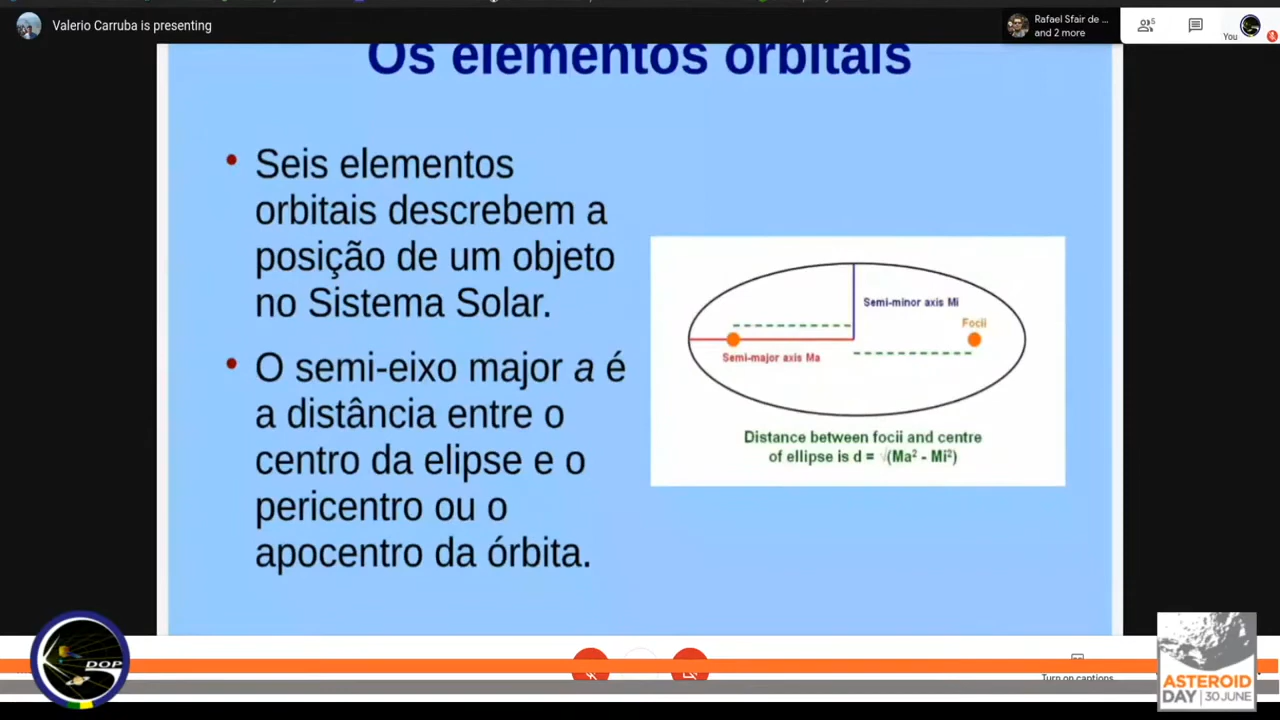 Valerio Carruba is presenting
Rafael Sfair de ...
and 2 more
5
You
Os elementos orbitais
• Seis elementos
orbitais descrebem a
posição de um objeto
no Sistema Solar.
• O semi-eixo major a é
a distância entre o
centro da elipse e o
pericentro ou o
apocentro da órbita.
Semi-minor axis Mi
Focii
Semi-major axis Ma
Distance between focii and centre
of ellipse is d = √(Ma² - Mi²)
Turn on captions
DOP
ASTEROID
DAY | 30 JUNE